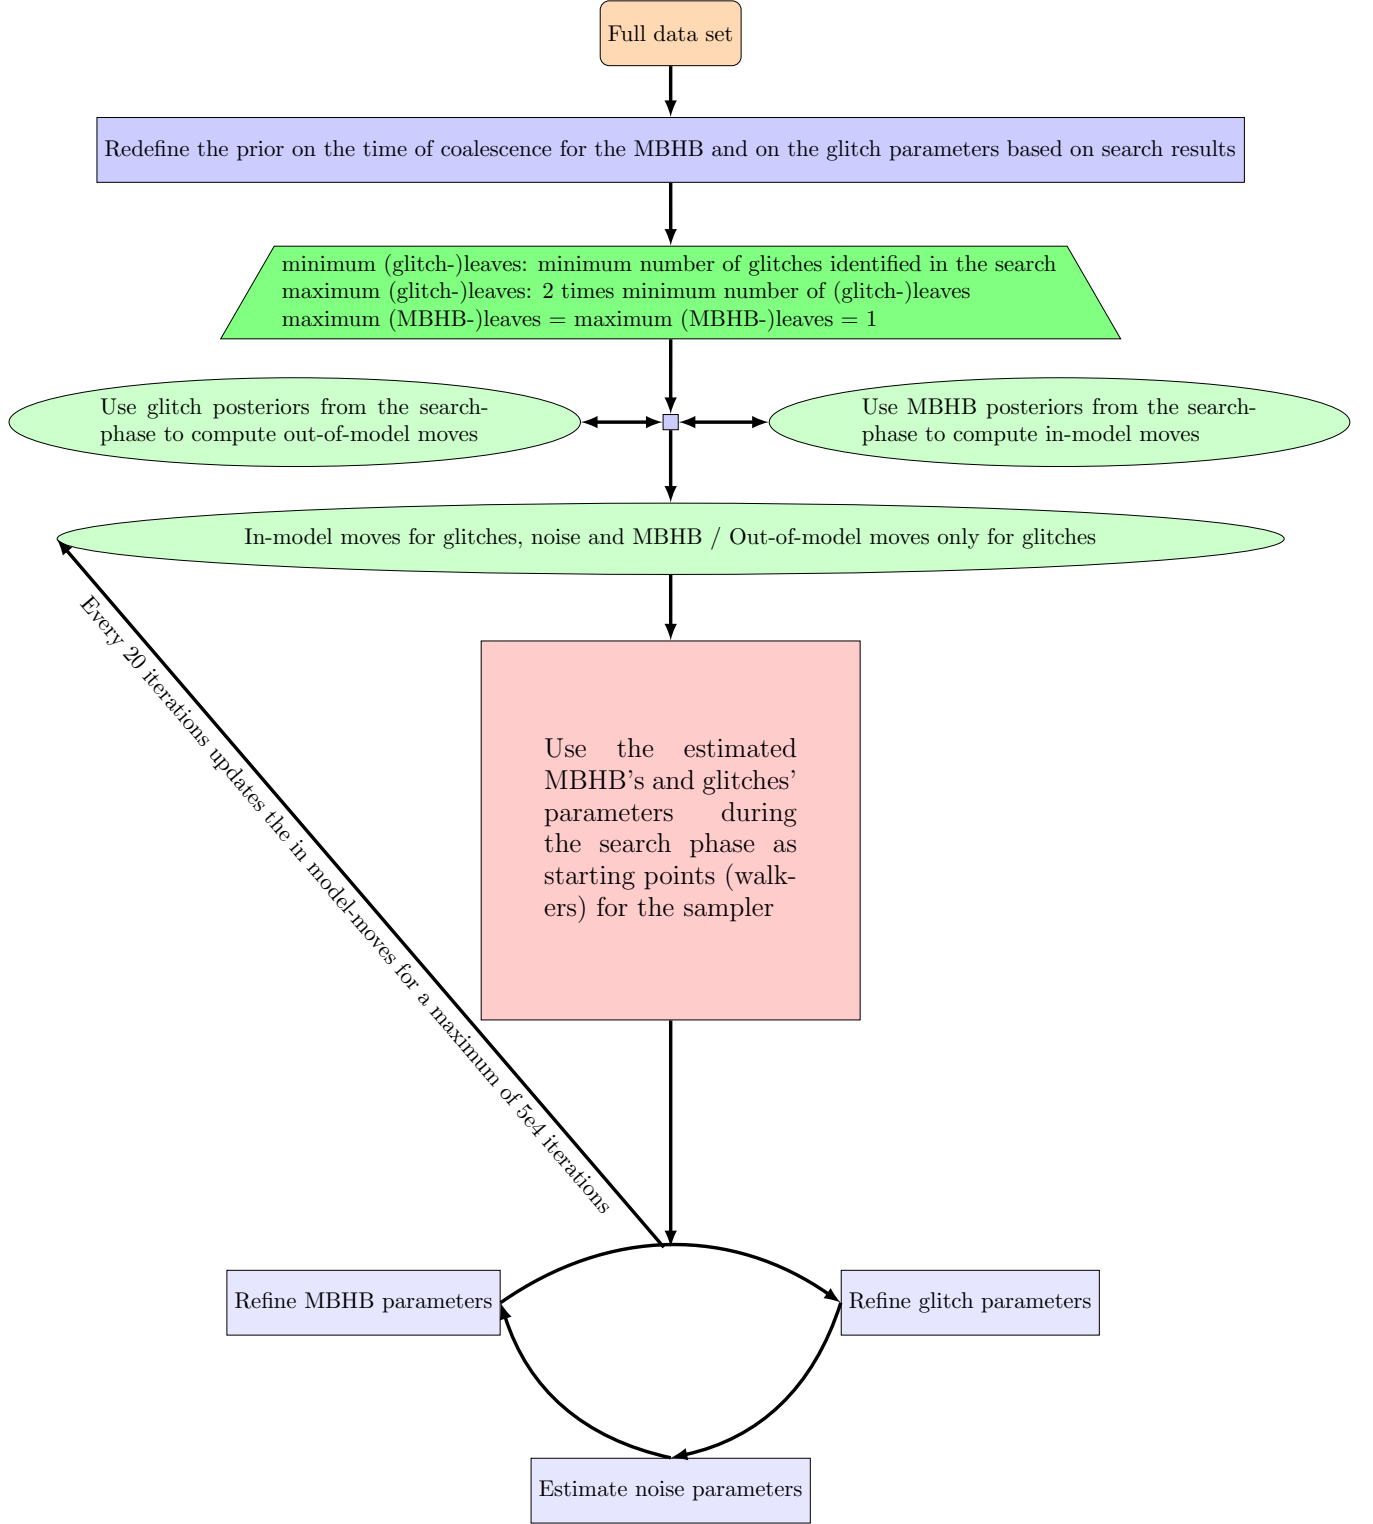 Full data set
Redefine the prior on the time of coalescence for the MBHB and on the glitch parameters based on search results
minimum (glitch-)leaves: minimum number of glitches identified in the search
maximum (glitch-)leaves: 2 times minimum number of (glitch-)leaves
maximum (MBHB-)leaves = maximum (MBHB-)leaves = 1
Use glitch posteriors from the search-
phase to compute out-of-model moves
Use MBHB posteriors from the search-
phase to compute in-model moves
In-model moves for glitches, noise and MBHB / Out-of-model moves only for glitches
Every 20 iterations updates the in model-moves for a maximum of 5e4 iterations
Use the estimated
MBHB's and glitches'
parameters during
the search phase as
starting points (walk-
ers) for the sampler
Refine MBHB parameters
Refine glitch parameters
Estimate noise parameters